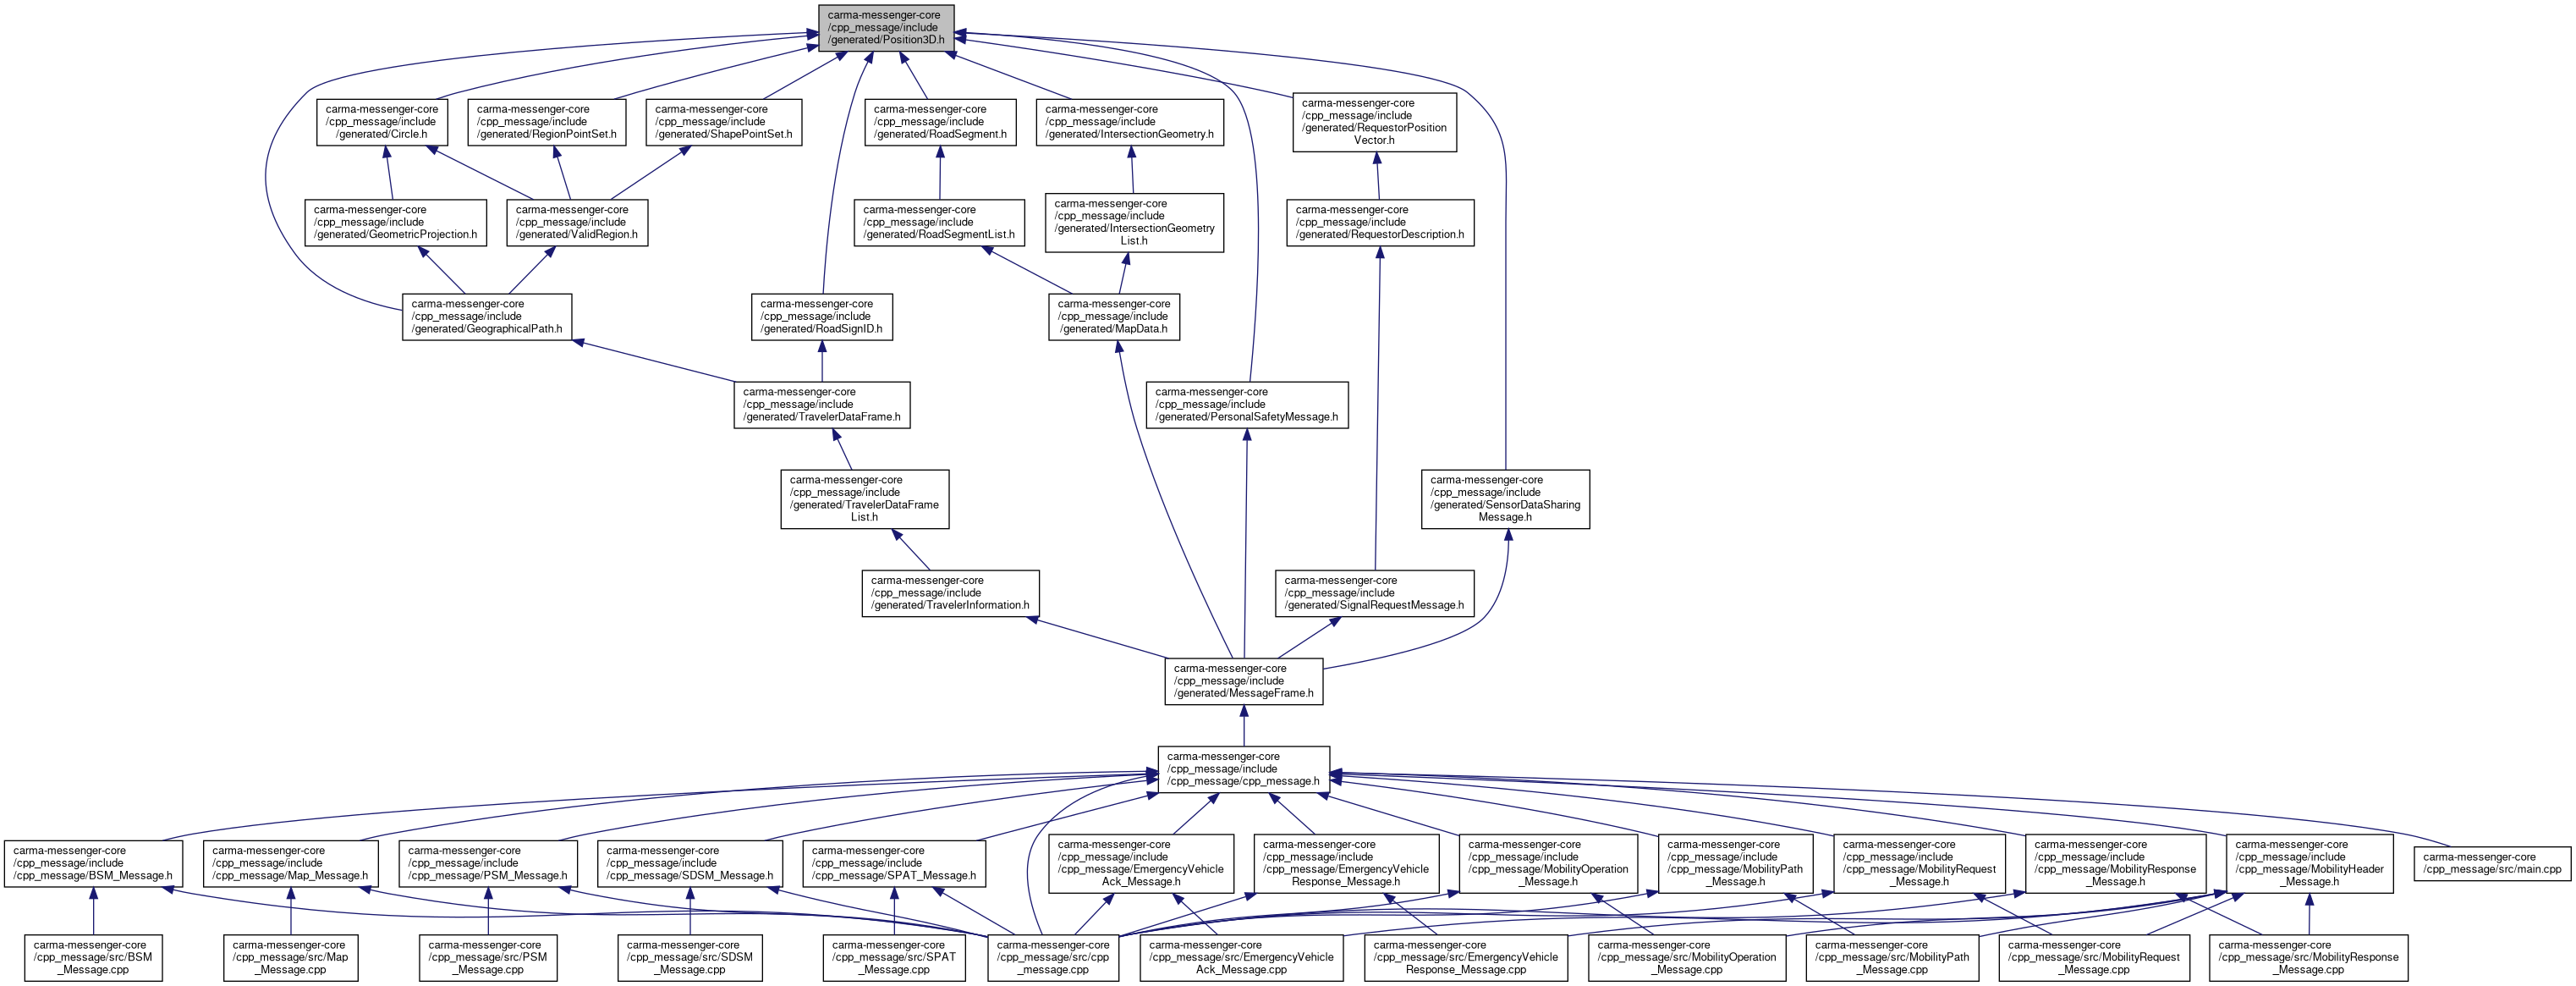 carma-messenger-core
/cpp_message/include
/generated/Position3D.h
carma-messenger-core
/cpp_message/include
/generated/Circle.h
carma-messenger-core
/cpp_message/include
/generated/RegionPointSet.h
carma-messenger-core
/cpp_message/include
/generated/ShapePointSet.h
carma-messenger-core
/cpp_message/include
/generated/RoadSegment.h
carma-messenger-core
/cpp_message/include
/generated/IntersectionGeometry.h
carma-messenger-core
/cpp_message/include
/generated/RequestorPosition
Vector.h
carma-messenger-core
/cpp_message/include
/generated/GeometricProjection.h
carma-messenger-core
/cpp_message/include
/generated/ValidRegion.h
carma-messenger-core
/cpp_message/include
/generated/RoadSegmentList.h
carma-messenger-core
/cpp_message/include
/generated/IntersectionGeometry
List.h
carma-messenger-core
/cpp_message/include
/generated/RequestorDescription.h
carma-messenger-core
/cpp_message/include
/generated/GeographicalPath.h
carma-messenger-core
/cpp_message/include
/generated/RoadSignID.h
carma-messenger-core
/cpp_message/include
/generated/MapData.h
carma-messenger-core
/cpp_message/include
/generated/TravelerDataFrame.h
carma-messenger-core
/cpp_message/include
/generated/PersonalSafetyMessage.h
carma-messenger-core
/cpp_message/include
/generated/TravelerDataFrame
List.h
carma-messenger-core
/cpp_message/include
/generated/SensorDataSharing
Message.h
carma-messenger-core
/cpp_message/include
/generated/TravelerInformation.h
carma-messenger-core
/cpp_message/include
/generated/SignalRequestMessage.h
carma-messenger-core
/cpp_message/include
/generated/MessageFrame.h
carma-messenger-core
/cpp_message/include
/cpp_message/cpp_message.h
carma-messenger-core
/cpp_message/include
/cpp_message/BSM_Message.h
carma-messenger-core
/cpp_message/include
/cpp_message/Map_Message.h
carma-messenger-core
/cpp_message/include
/cpp_message/PSM_Message.h
carma-messenger-core
/cpp_message/include
/cpp_message/SDSM_Message.h
carma-messenger-core
/cpp_message/include
/cpp_message/SPAT_Message.h
carma-messenger-core
/cpp_message/include
/cpp_message/EmergencyVehicle
Ack_Message.h
carma-messenger-core
/cpp_message/include
/cpp_message/EmergencyVehicle
Response_Message.h
carma-messenger-core
/cpp_message/include
/cpp_message/MobilityOperation
_Message.h
carma-messenger-core
/cpp_message/include
/cpp_message/MobilityPath
_Message.h
carma-messenger-core
/cpp_message/include
/cpp_message/MobilityRequest
_Message.h
carma-messenger-core
/cpp_message/include
/cpp_message/MobilityResponse
_Message.h
carma-messenger-core
/cpp_message/include
/cpp_message/MobilityHeader
_Message.h
carma-messenger-core
/cpp_message/src/main.cpp
carma-messenger-core
/cpp_message/src/BSM
_Message.cpp
carma-messenger-core
/cpp_message/src/Map
_Message.cpp
carma-messenger-core
/cpp_message/src/PSM
_Message.cpp
carma-messenger-core
/cpp_message/src/SDSM
_Message.cpp
carma-messenger-core
/cpp_message/src/SPAT
_Message.cpp
carma-messenger-core
/cpp_message/src/cpp
_message.cpp
carma-messenger-core
/cpp_message/src/EmergencyVehicle
Ack_Message.cpp
carma-messenger-core
/cpp_message/src/EmergencyVehicle
Response_Message.cpp
carma-messenger-core
/cpp_message/src/MobilityOperation
_Message.cpp
carma-messenger-core
/cpp_message/src/MobilityPath
_Message.cpp
carma-messenger-core
/cpp_message/src/MobilityRequest
_Message.cpp
carma-messenger-core
/cpp_message/src/MobilityResponse
_Message.cpp